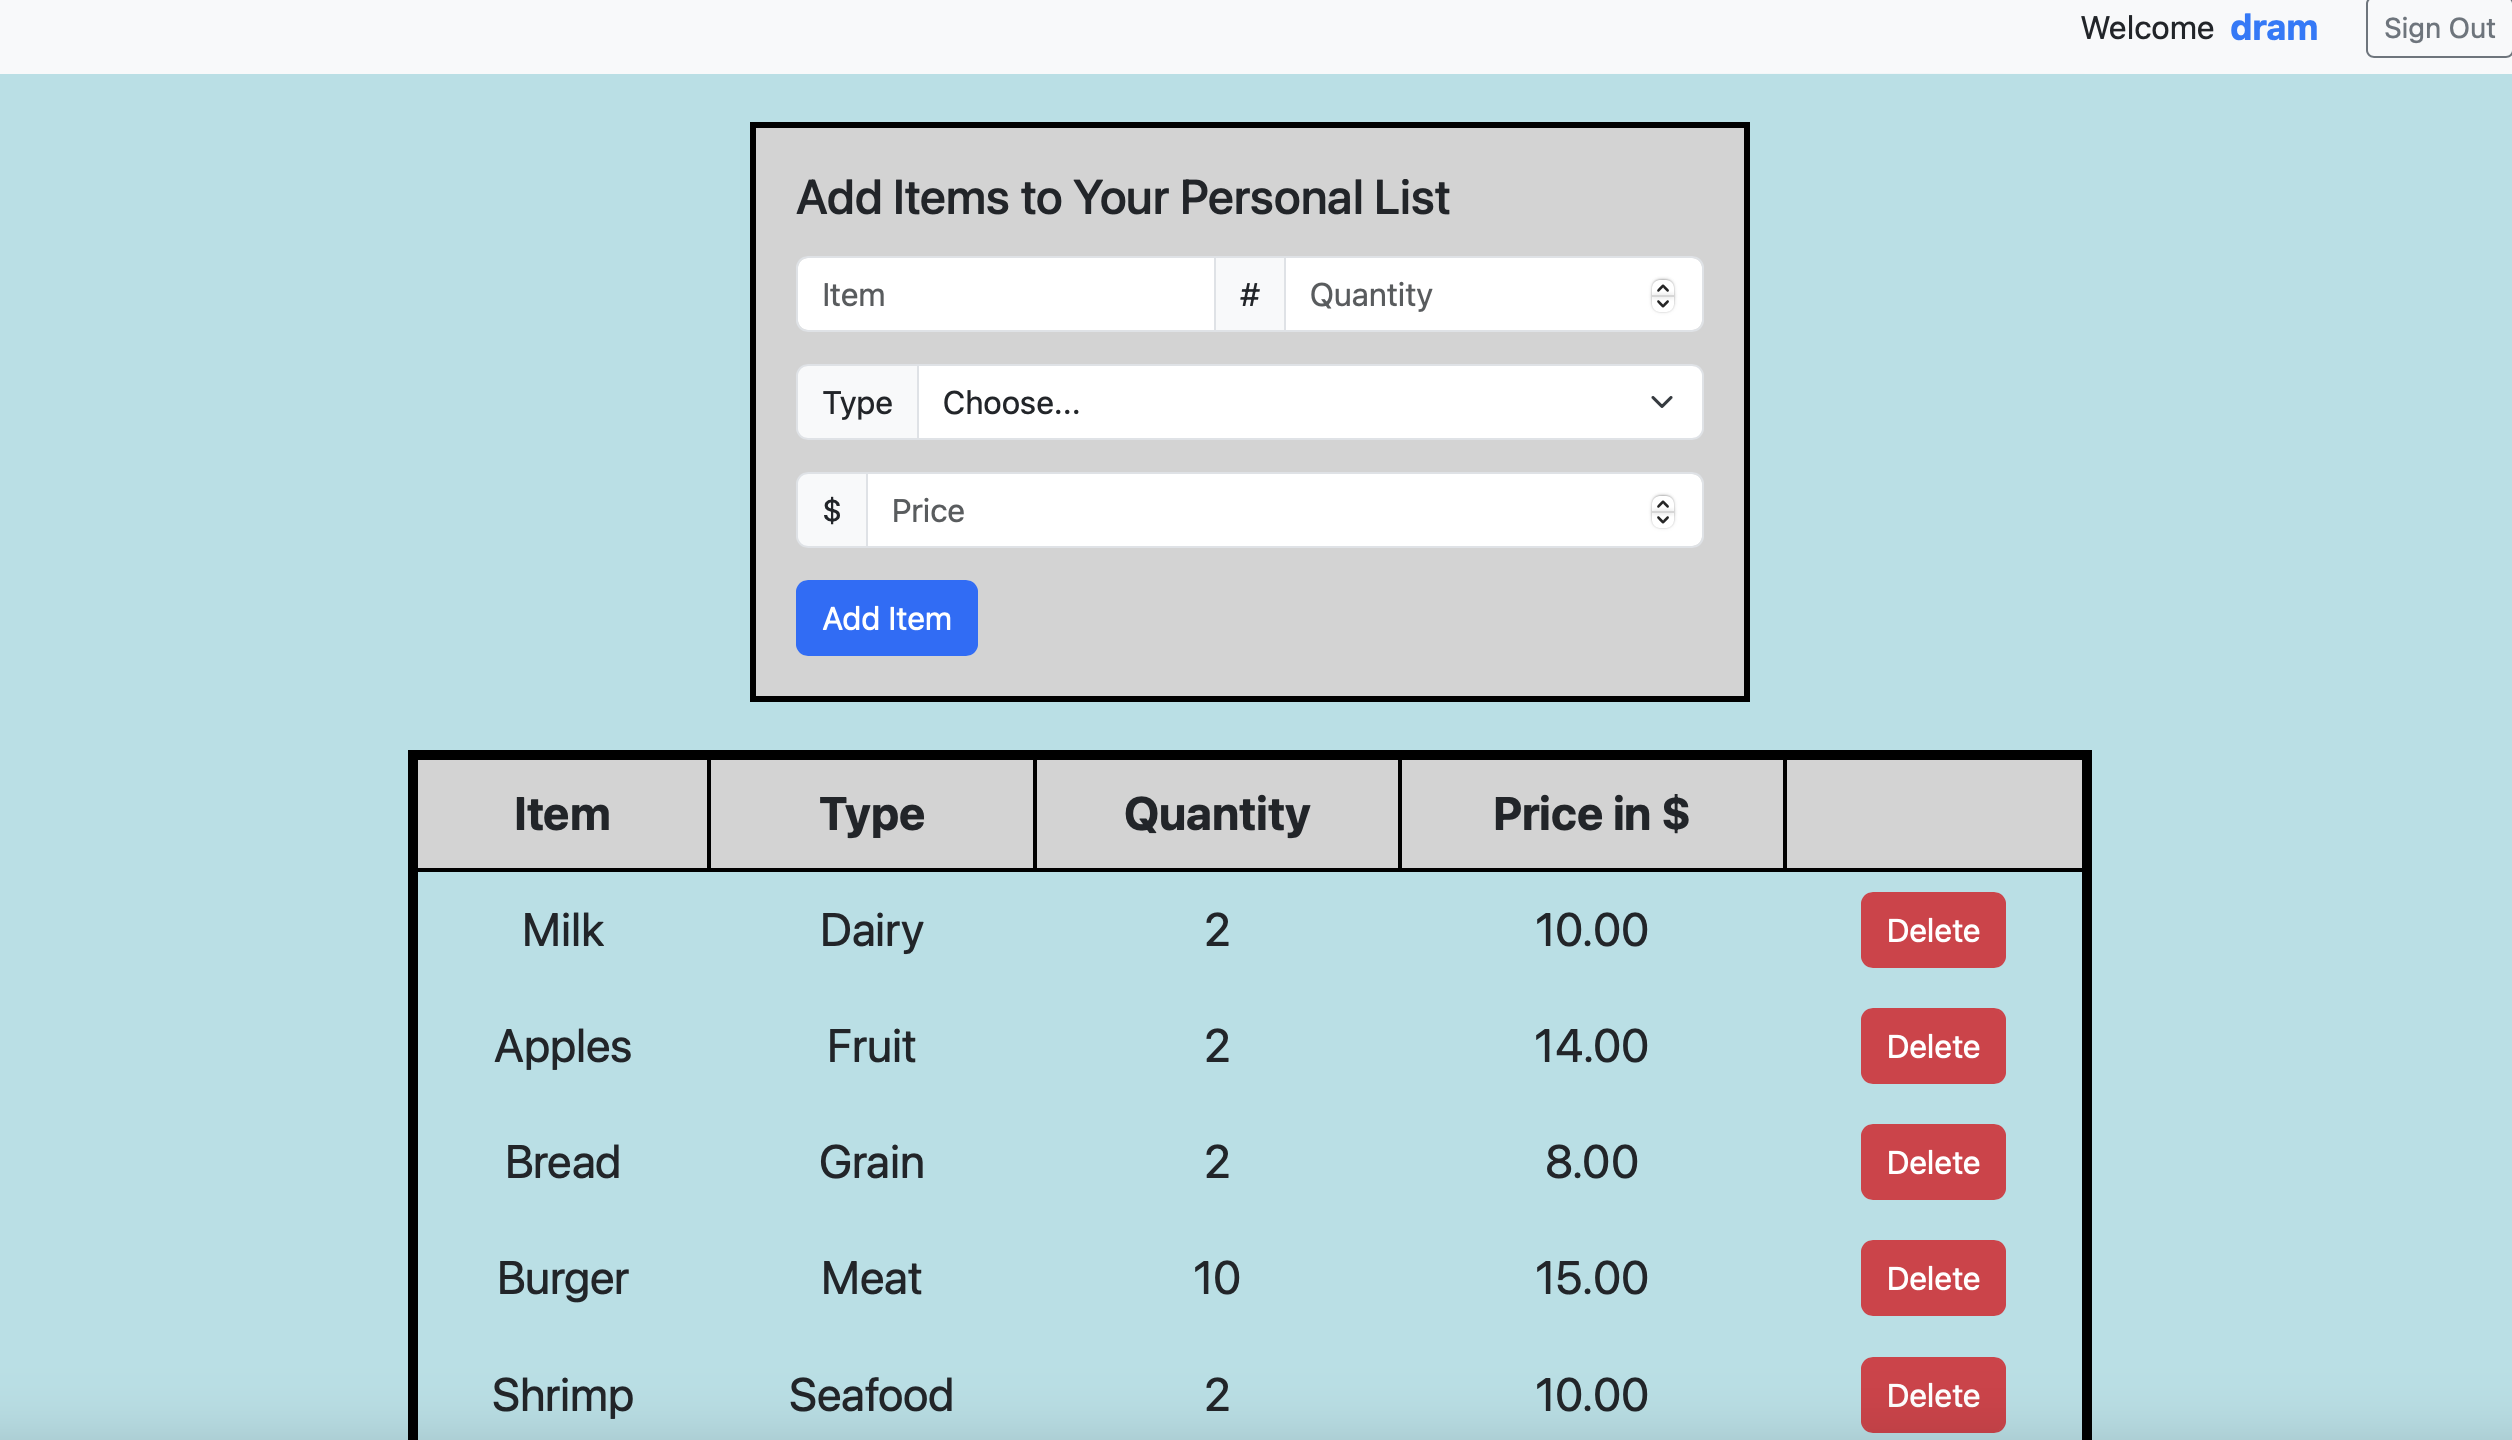 Welcome dram Sign Out
Add Items to Your Personal List
Item # Quantity
Type Choose...
$ Price
Add Item
Item Type Quantity Price in $
Milk Dairy 2 10.00 Delete
Apples Fruit 2 14.00 Delete
Bread Grain 2 8.00 Delete
Burger Meat 10 15.00 Delete
Shrimp Seafood 2 10.00 Delete